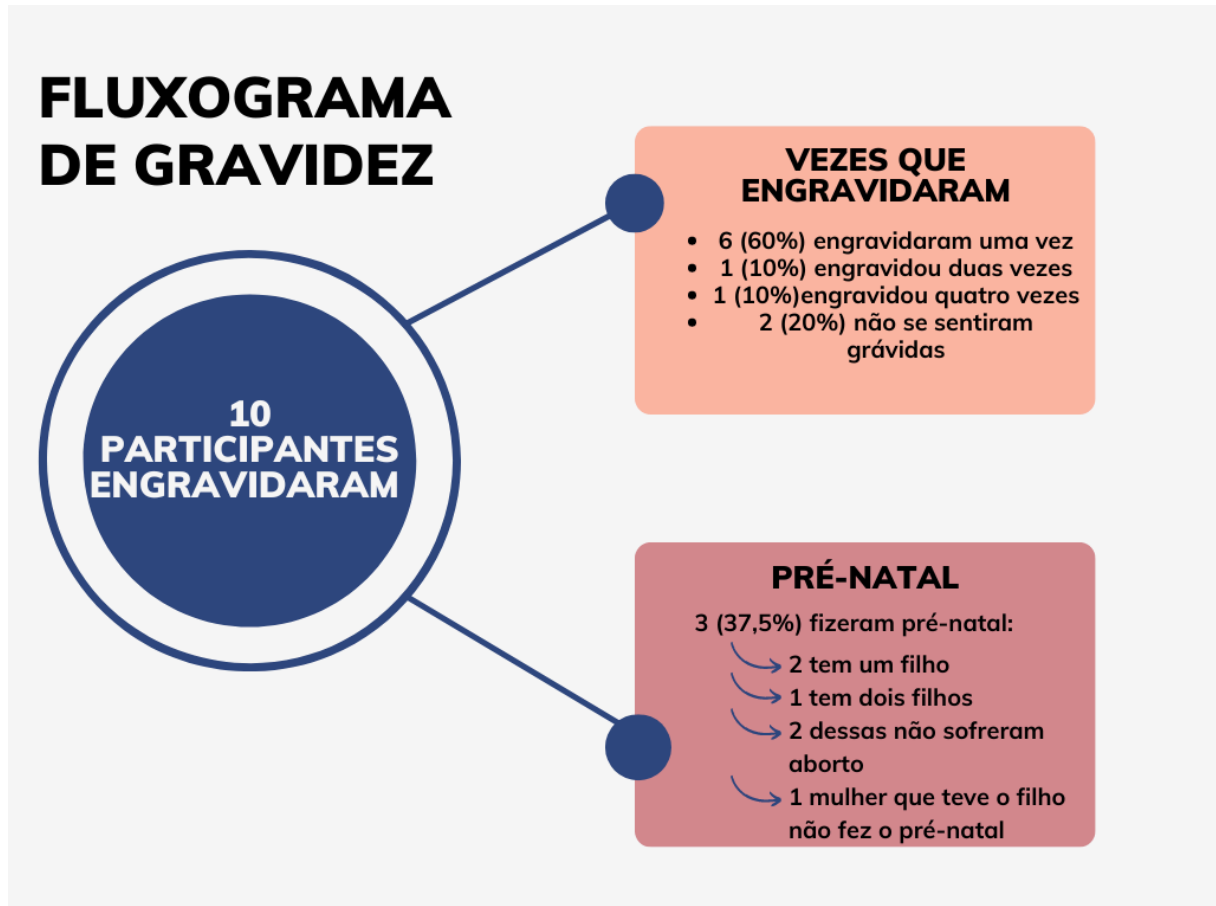 FLUXOGRAMA
DE GRAVIDEZ
10
PARTICIPANTES
ENGRAVIDARAM
VEZES QUE
ENGRAVIDARAM
• 6 (60%) engravidaram uma vez
• 1 (10%) engravidou duas vezes
• 1 (10%)engravidou quatro vezes
• 2 (20%) não se sentiram
grávidas
PRÉ-NATAL
3 (37,5%) fizeram pré-natal:
2 tem um filho
1 tem dois filhos
2 dessas não sofreram
aborto
1 mulher que teve o filho
não fez o pré-natal